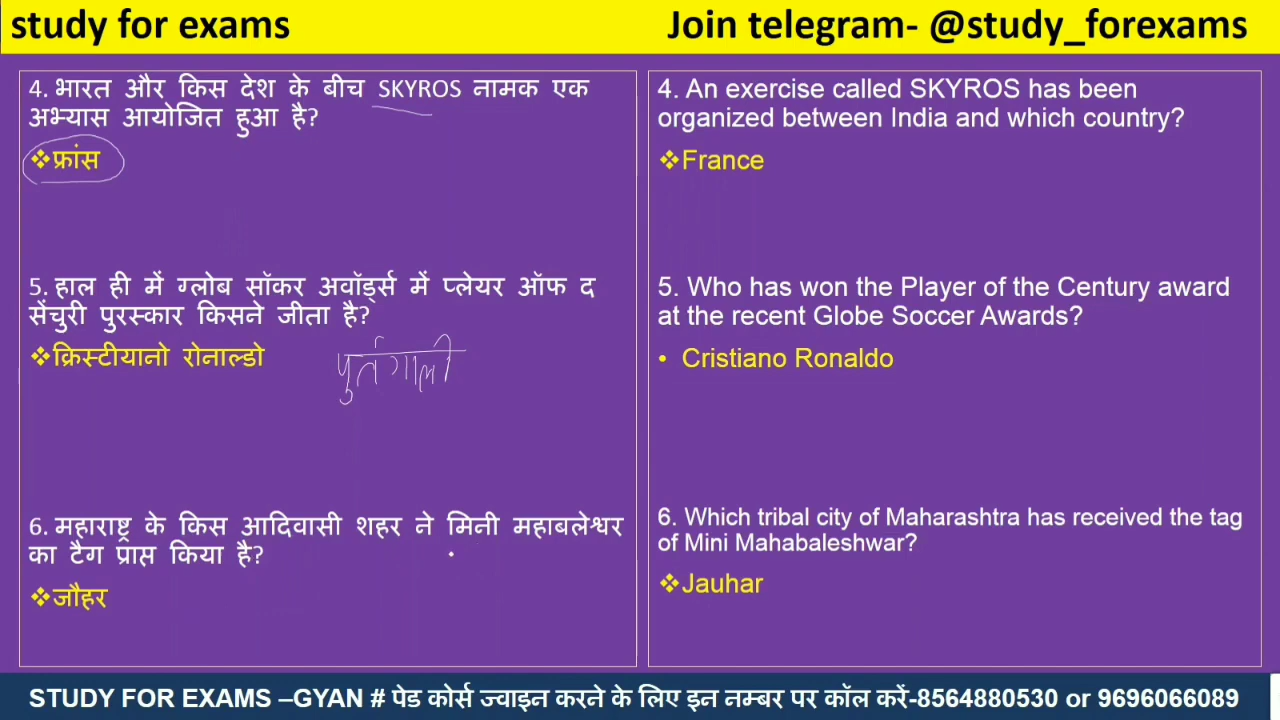 study for exams
Join telegram- @study_forexams
4. भारत और किस देश के बीच SKYROS नामक एक
अभ्यास आयोजित हुआ है?
❖फ्रांस
5. हाल ही में ग्लोब सॉकर अवॉर्ड्स में प्लेयर ऑफ द
सेंचुरी पुरस्कार किसने जीता है?
❖क्रिस्टीयानो रोनाल्डो
पुर्तगाली
6. महाराष्ट्र के किस आदिवासी शहर ने मिनी महाबलेश्वर
का टैग प्राप्त किया है?
❖जौहर
4. An exercise called SKYROS has been
organized between India and which country?
❖France
5. Who has won the Player of the Century award
at the recent Globe Soccer Awards?
• Cristiano Ronaldo
6. Which tribal city of Maharashtra has received the tag
of Mini Mahabaleshwar?
❖Jauhar
STUDY FOR EXAMS –GYAN # पेड कोर्स ज्वाइन करने के लिए इन नम्बर पर कॉल करें-8564880530 or 9696066089